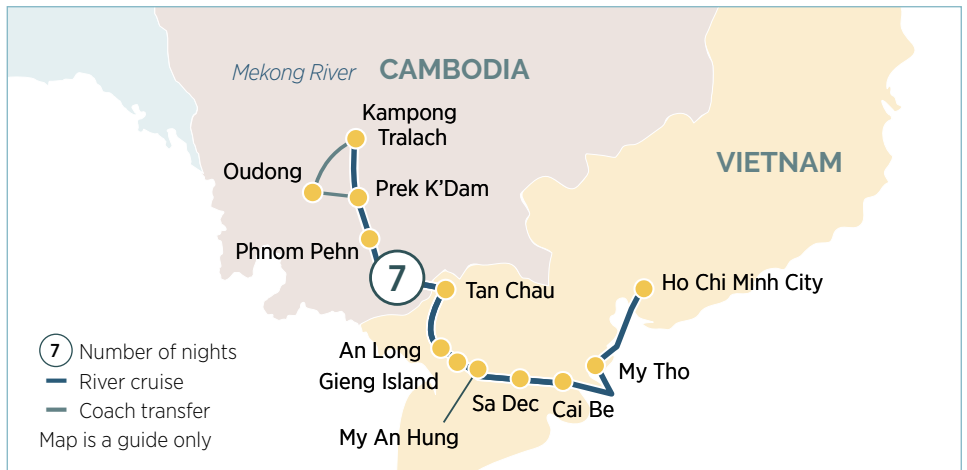 Mekong River
CAMBODIA
Kampong
Tralach
VIETNAM
Oudong
Prek K’Dam
Phnom Pehn
7
Tan Chau
Ho Chi Minh City
An Long
Gieng Island
My Tho
Sa Dec
Cai Be
My An Hung
7 Number of nights
River cruise
Coach transfer
Map is a guide only